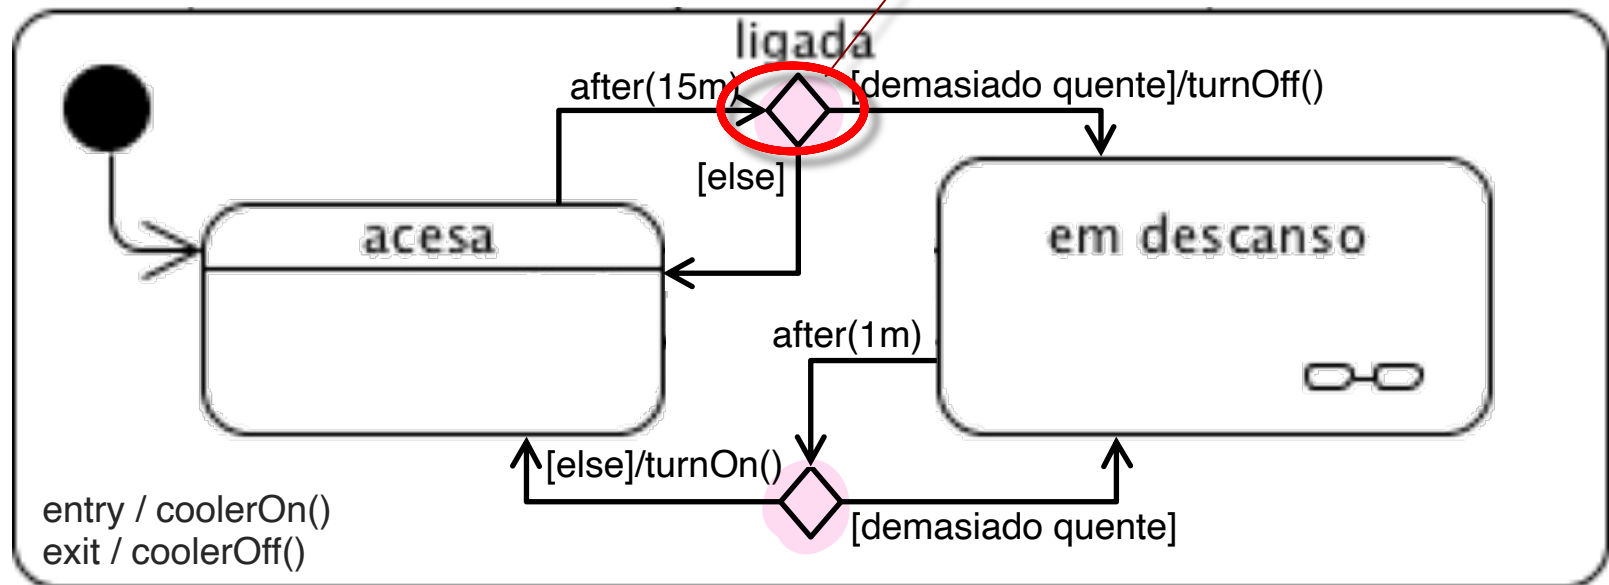 ligada
after(15m)
[demasiado quente]/turnOff()
[else]
acesa
em descanso
after(1m)
[else]/turnOn()
[demasiado quente]
entry / coolerOn()
exit / coolerOff()